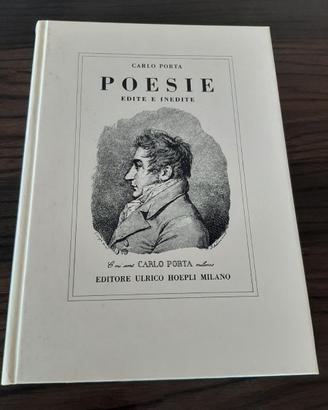 CARLO PORTA
POESIE
EDITE E INEDITE
CARLO PORTA
EDITORE ULRICO HOEPLI MILANO